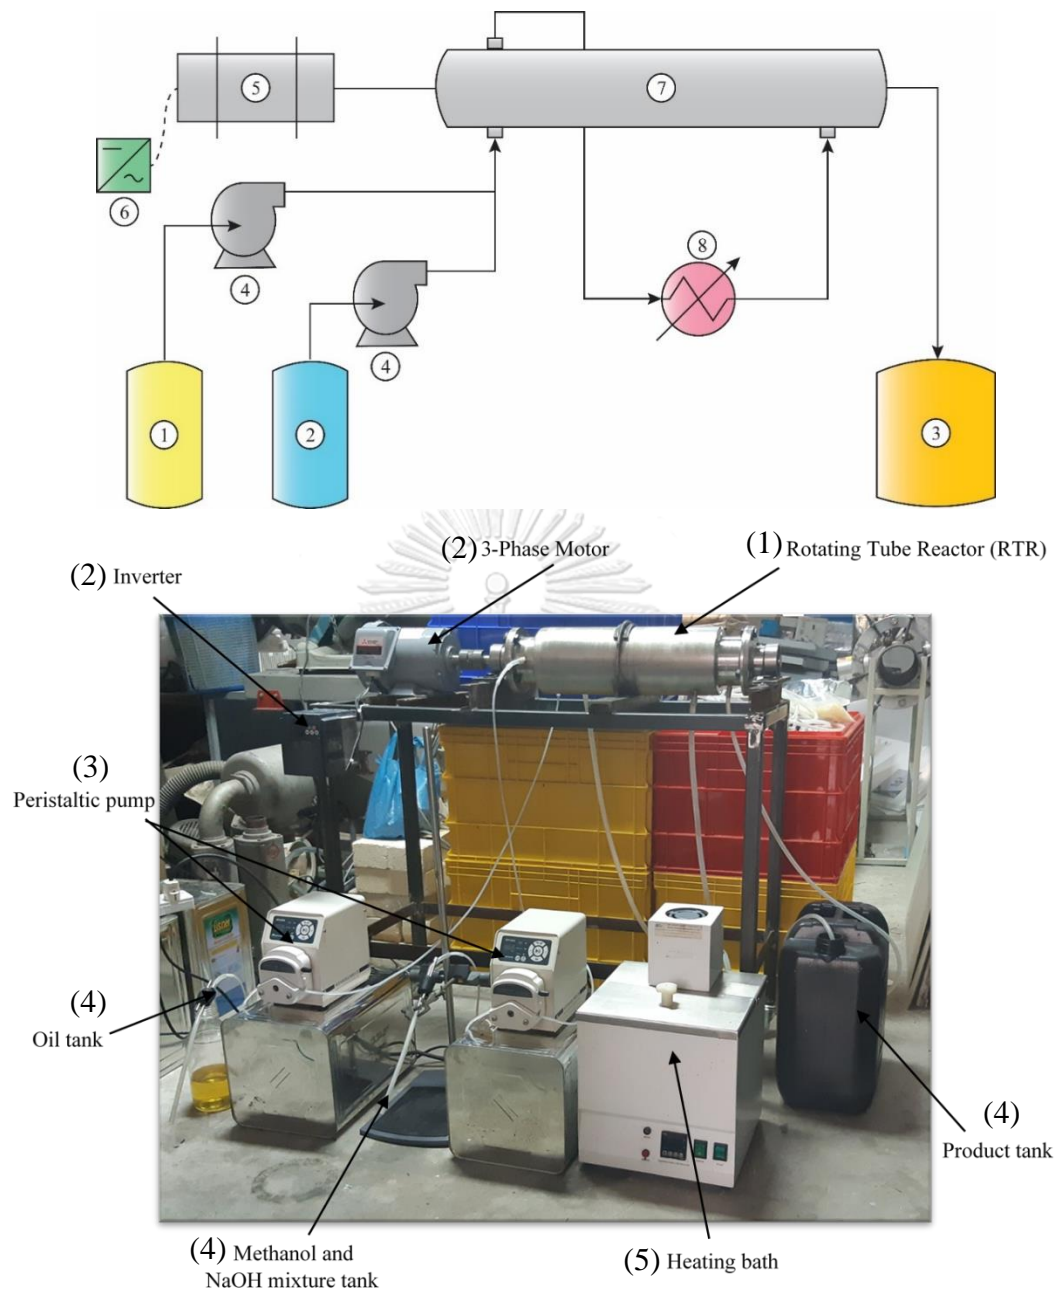 5
7
6
8
4
4
1
2
3
(2) 3-Phase Motor
(1) Rotating Tube Reactor (RTR)
(2) Inverter
(3)
Peristaltic pump
(4)
Oil tank
(4)
Product tank
(4) Methanol and
NaOH mixture tank
(5) Heating bath